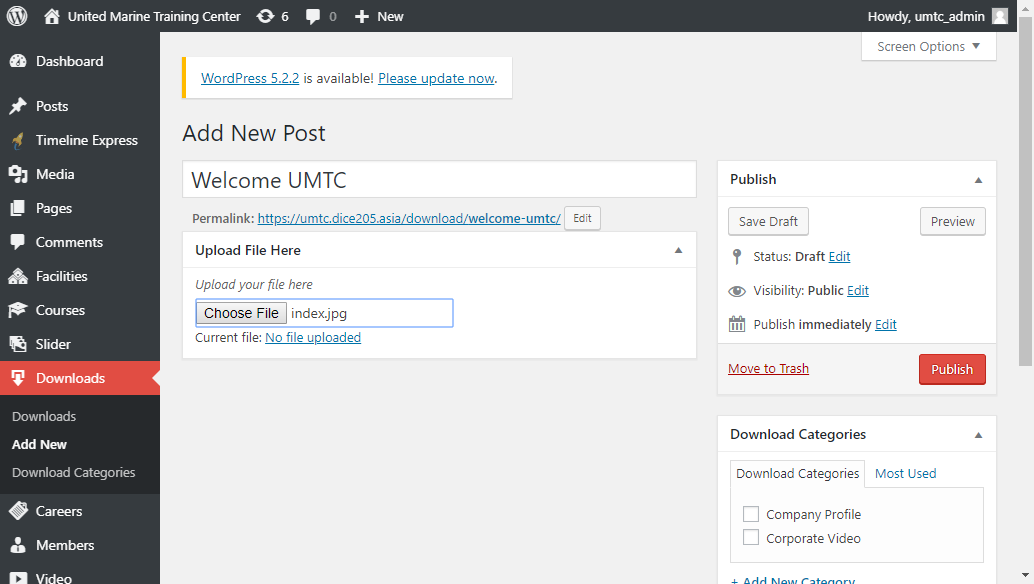 United Marine Training Center 6 0 New Howdy, umtc_admin
Screen Options
Dashboard
Posts
Timeline Express
Media
Pages
Comments
Facilities
Courses
Slider
Downloads
Downloads
Add New
Download Categories
Careers
Members
Video
WordPress 5.2.2 is available! Please update now.
Add New Post
Welcome UMTC
Permalink: https://umtc.dice205.asia/download/welcome-umtc/ Edit
Upload File Here
Upload your file here
Choose File index.jpg
Current file: No file uploaded
Publish
Save Draft Preview
Status: Draft Edit
Visibility: Public Edit
Publish immediately Edit
Move to Trash Publish
Download Categories
Download Categories Most Used
Company Profile
Corporate Video
+ Add New Category